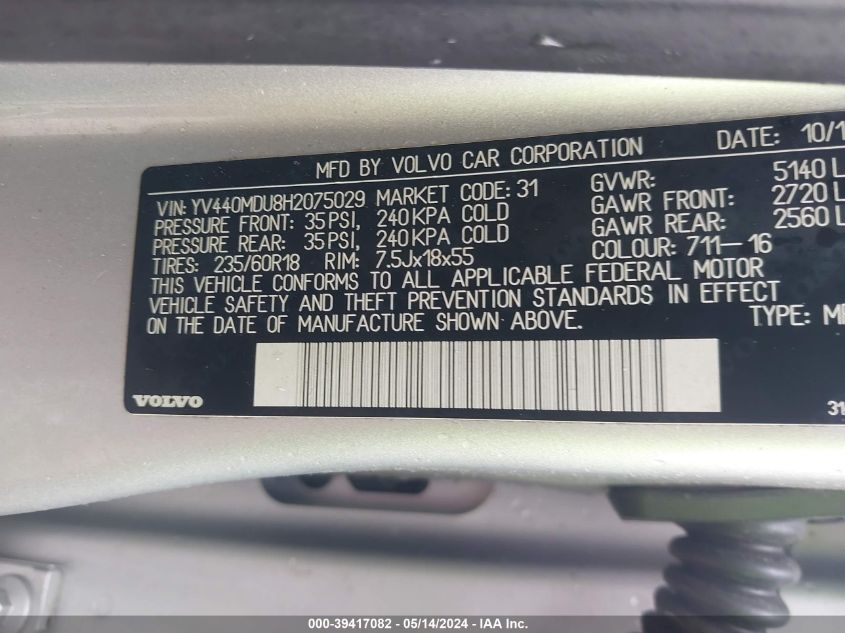 MFD BY VOLVO CAR CORPORATION DATE: 10/1
VIN: YV440MDU8H2075029 MARKET CODE: 31 GVWR: 5140 L
PRESSURE FRONT: 35 PSI, 240 KPA COLD GAWR FRONT: 2720 L
PRESSURE REAR: 35 PSI, 240 KPA COLD GAWR REAR: 2560 L
TIRES: 235/60R18 RIM: 7.5Jx18x55 COLOUR: 711-16
THIS VEHICLE CONFORMS TO ALL APPLICABLE FEDERAL MOTOR
VEHICLE SAFETY AND THEFT PREVENTION STANDARDS IN EFFECT
ON THE DATE OF MANUFACTURE SHOWN ABOVE. TYPE: M
VOLVO 31
000-39417082 - 05/14/2024 - IAA Inc.